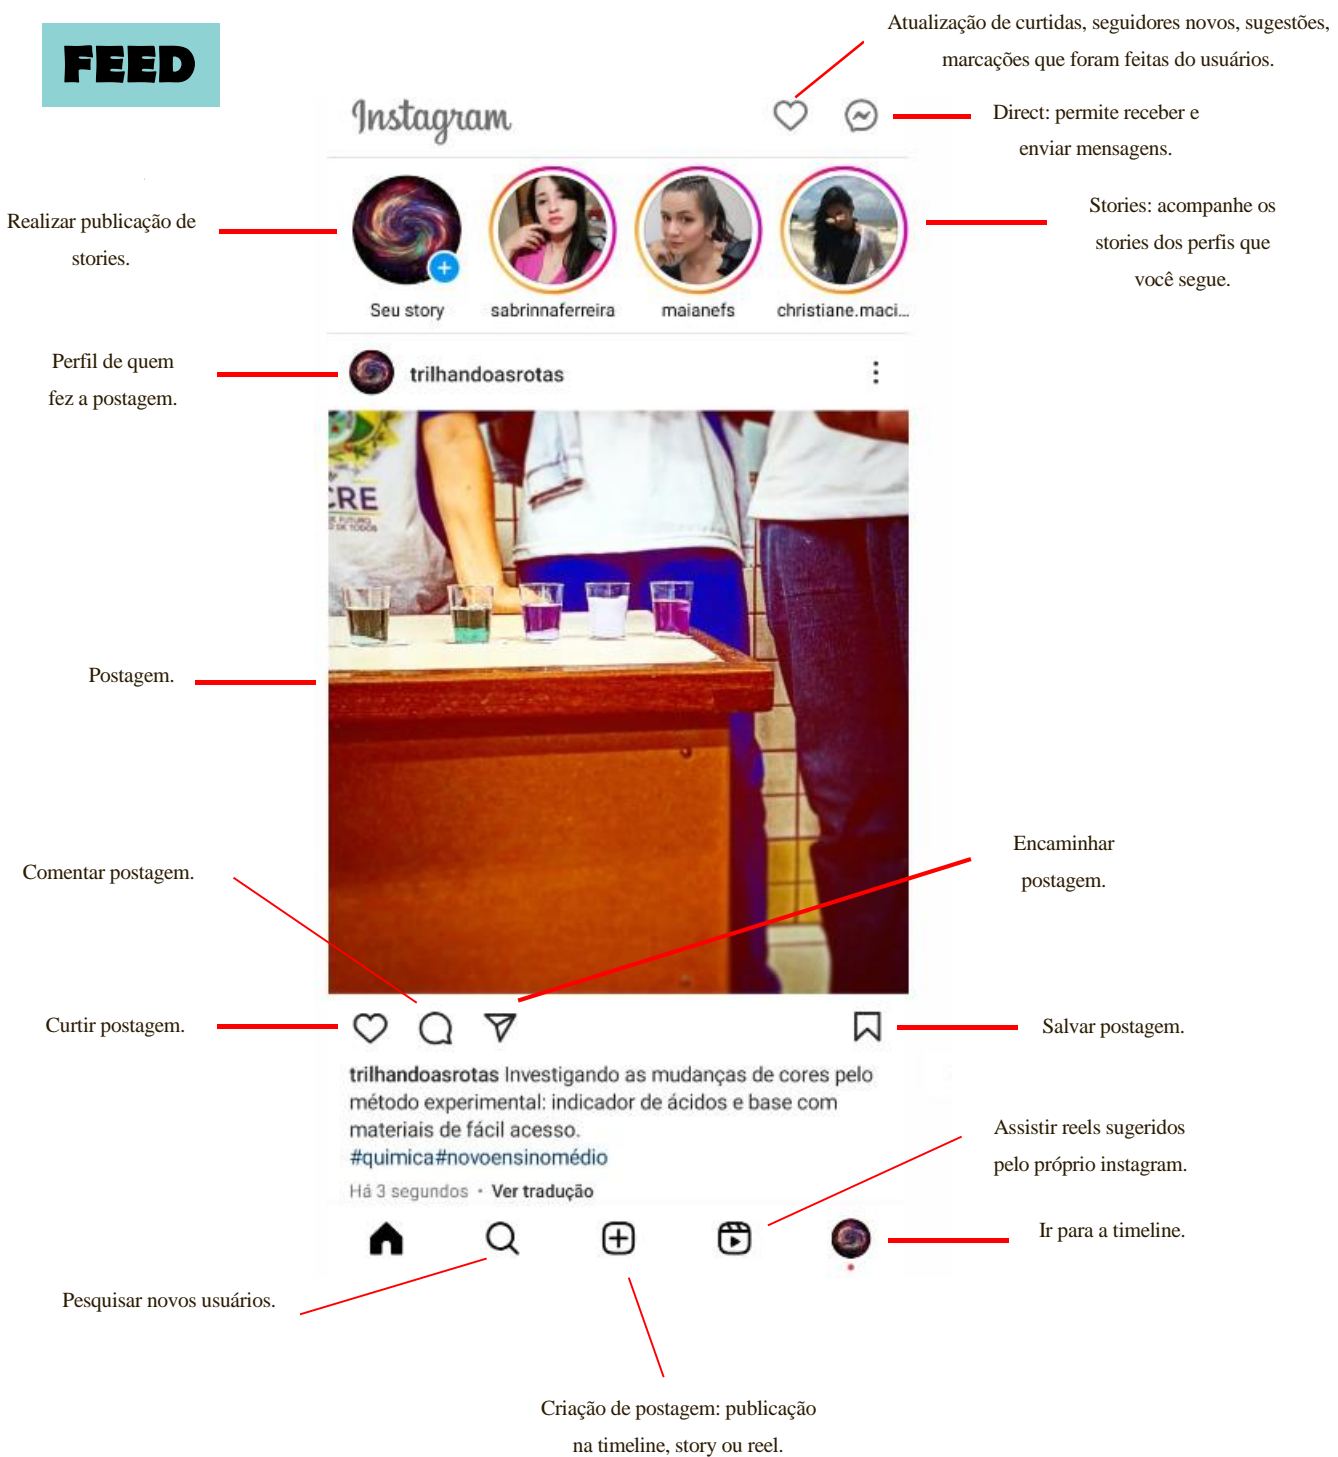 FEED
Atualização de curtidas, seguidores novos, sugestões,
marcações que foram feitas do usuários.
Instagram
Direct: permite receber e
enviar mensagens.
Realizar publicação de
stories.
Stories: acompanhe os
stories dos perfis que
você segue.
Seu story
sabrinnaferreira
maianefs
christiane.maci...
Perfil de quem
fez a postagem.
trilhandoasrotas
CRE
FUTURO
DE TODOS
Postagem.
Encaminhar
postagem.
Comentar postagem.
Curtir postagem.
Salvar postagem.
trilhandoasrotas Investigando as mudanças de cores pelo
método experimental: indicador de ácidos e base com
materiais de fácil acesso.
#quimica#novoensinomédio
Há 3 segundos · Ver tradução
Assistir reels sugeridos
pelo próprio instagram.
Ir para a timeline.
Pesquisar novos usuários.
Criação de postagem: publicação
na timeline, story ou reel.